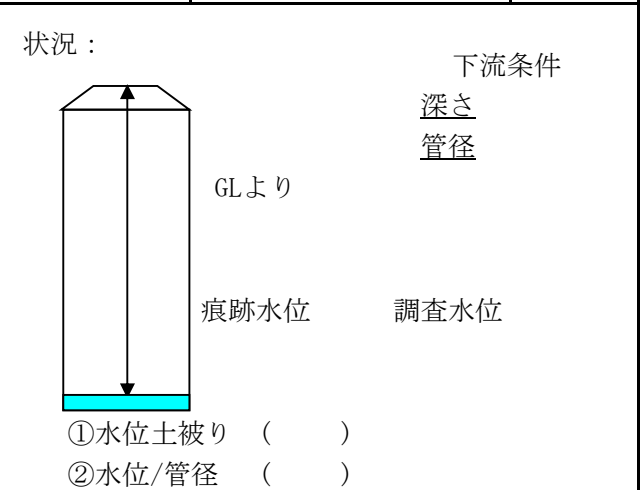 状況：
下流条件
深さ
管径
GLより
痕跡水位　　　調査水位
①水位土被り　（　　　）
②水位/管径　（　　　）